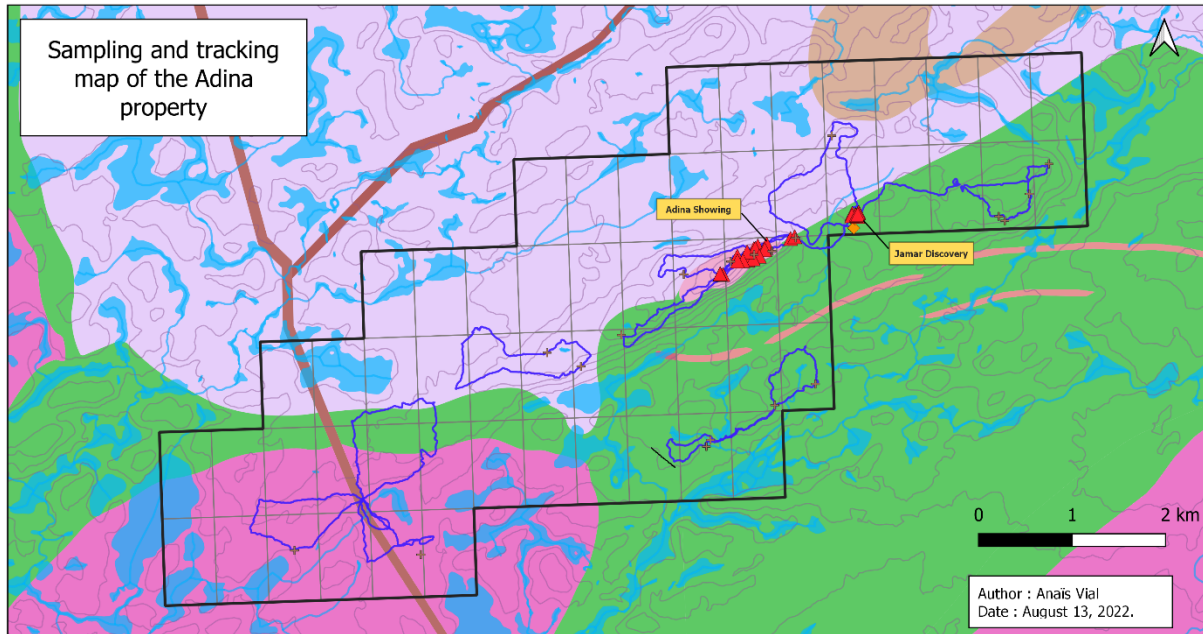 Sampling and tracking
map of the Adina
property
Adina Showing
Jamar Discovery
0 1 2 km
Author : Anaïs Vial
Date : August 13, 2022.